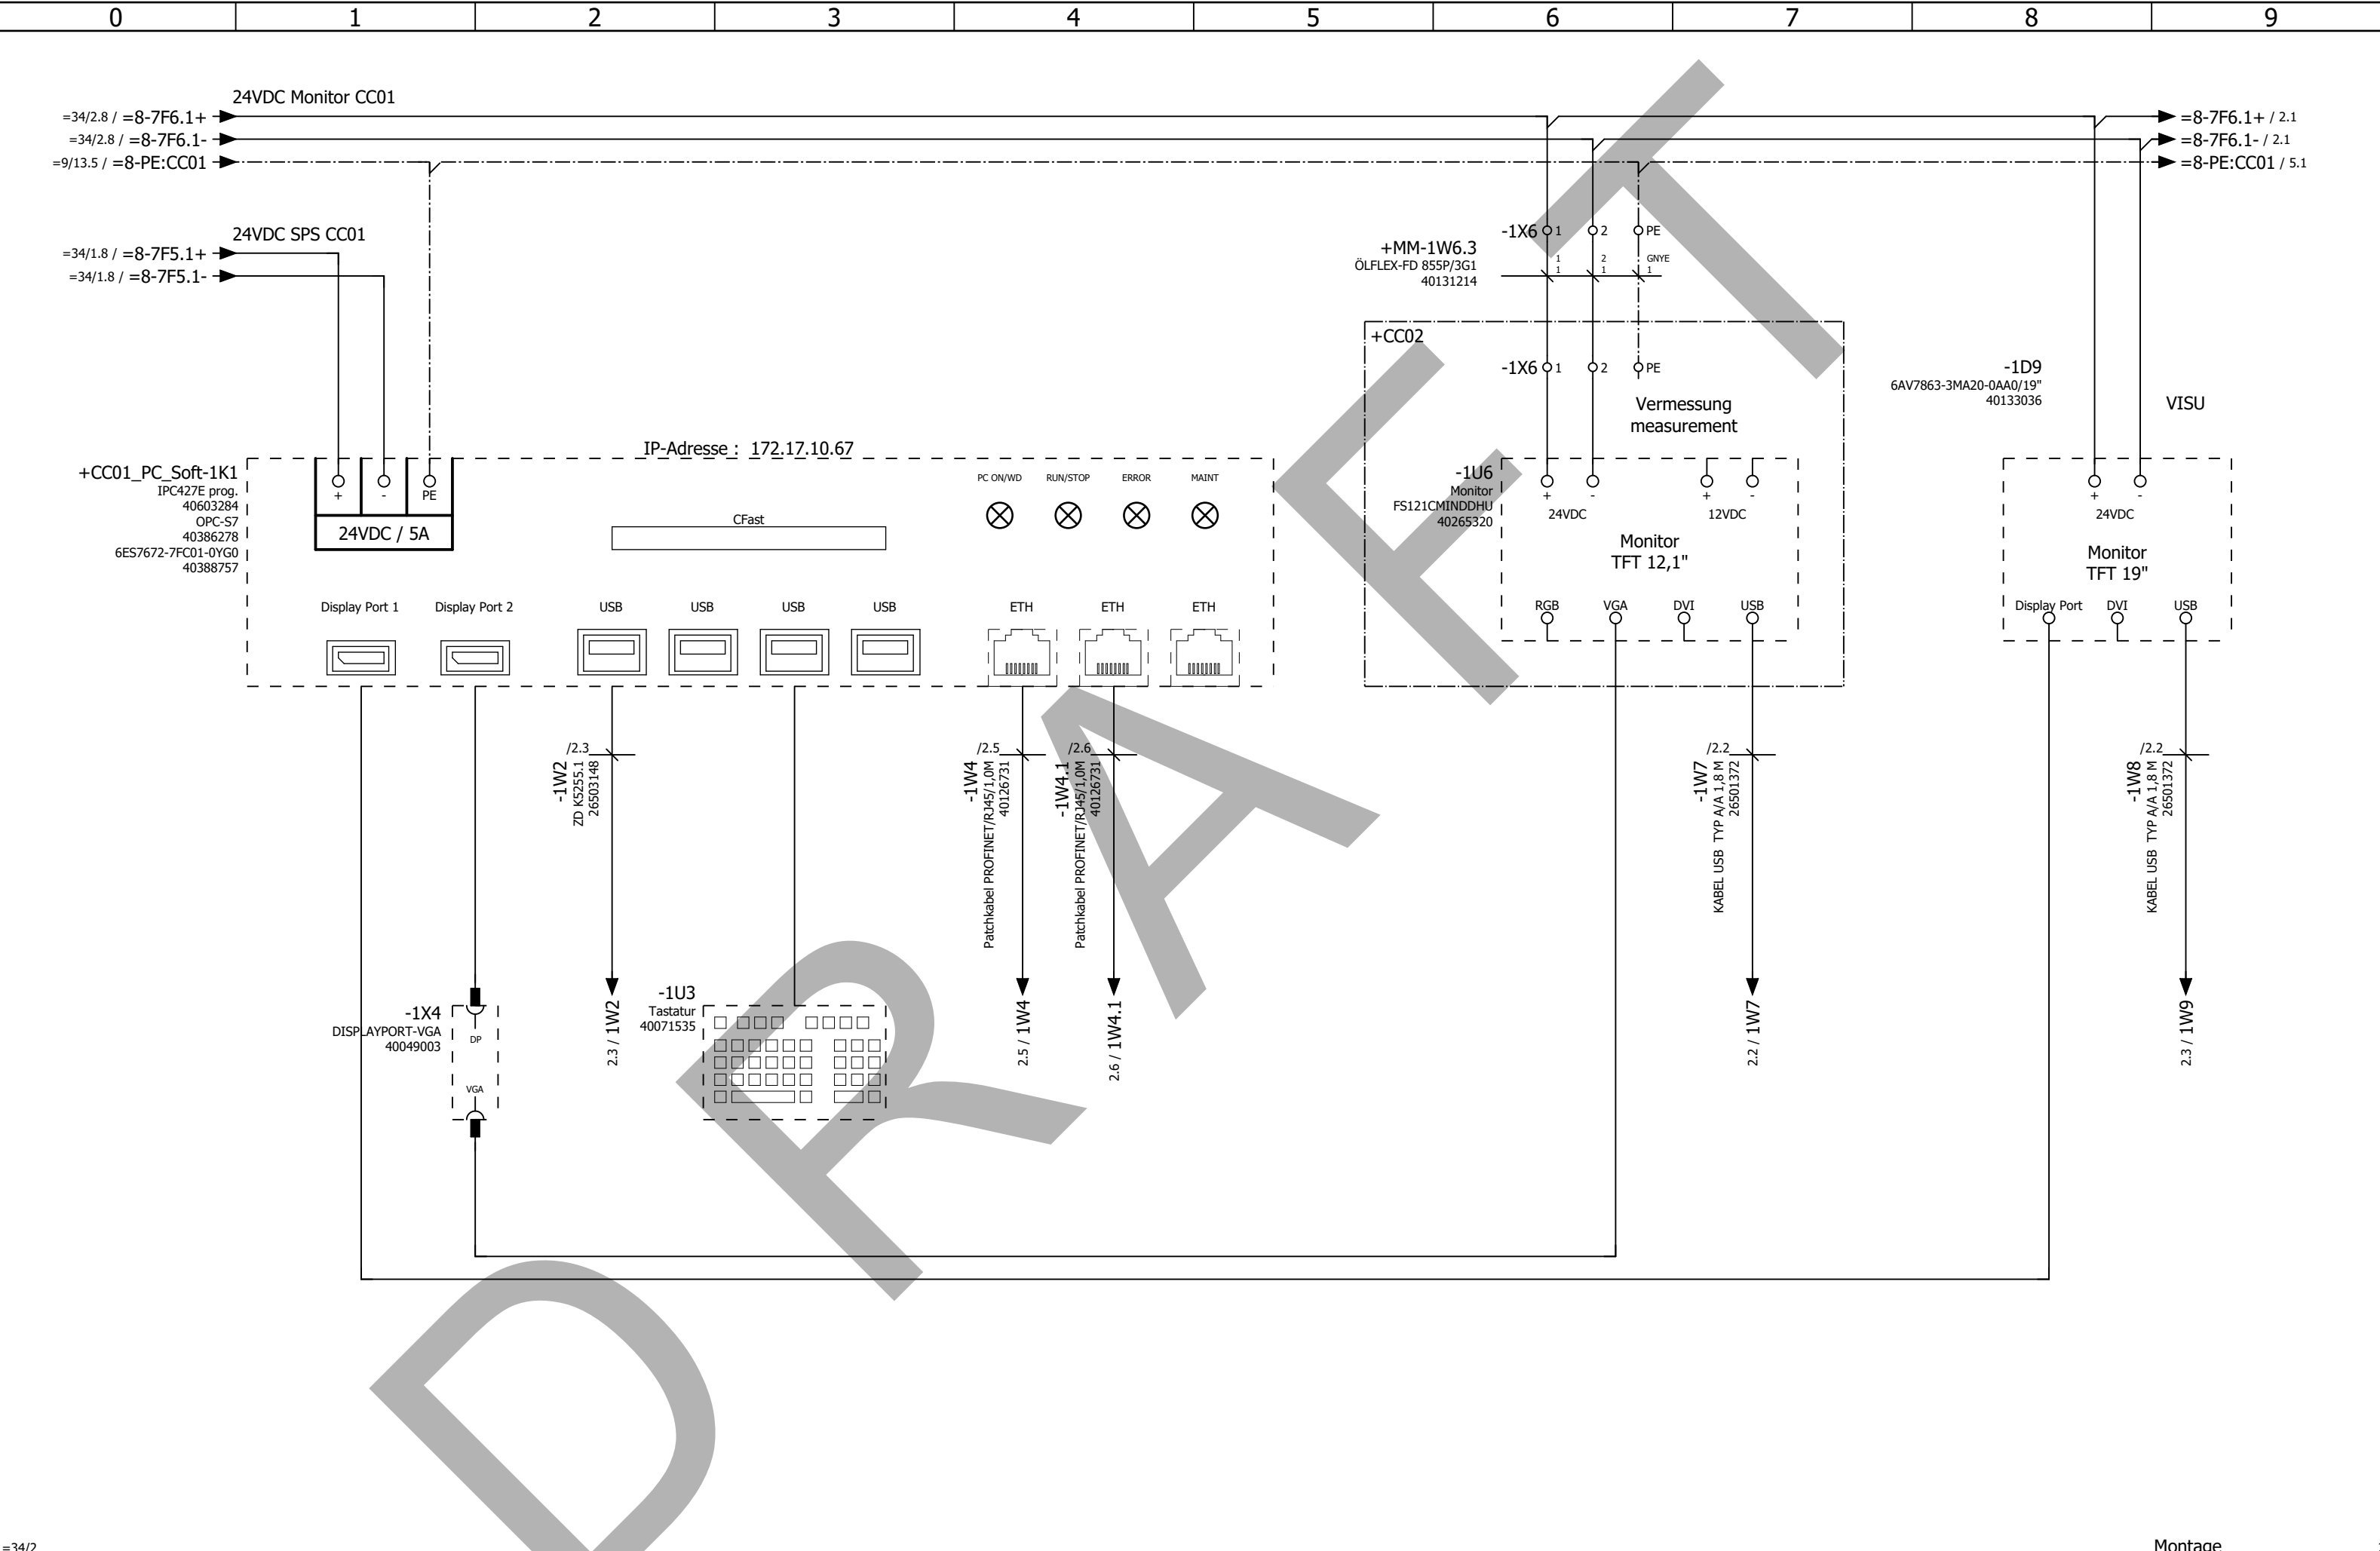 0 1 2 3 4 5 6 7 8 9
24VDC Monitor CC01
=34/2.8 / =8-7F6.1+
=8-7F6.1+ / 2.1
=34/2.8 / =8-7F6.1-
=8-7F6.1- / 2.1
=9/13.5 / =8-PE:CC01
=8-PE:CC01 / 5.1
24VDC SPS CC01
=34/1.8 / =8-7F5.1+
=34/1.8 / =8-7F5.1-
-1X6 1 2 PE
+MM-1W6.3
ÖLFLEX-FD 855P/3G1
40131214
1 2 GNYE
1 1 1
+CC02
-1X6 1 2 PE
Vermessung
measurement
-1D9
6AV7863-3MA20-0AA0/19"
40133036
VISU
IP-Adresse : 172.17.10.67
+CC01_PC_Soft-1K1
IPC427E prog.
40603284
OPC-S7
40386278
6ES7672-7FC01-0YG0
40388757
+ - PE
24VDC / 5A
CFast
PC ON/WD RUN/STOP ERROR MAINT
Display Port 1 Display Port 2 USB USB USB USB ETH ETH ETH
-1U6
Monitor
FS121CMINDDHU
40265320
+ - + -
24VDC 12VDC
Monitor
TFT 12,1"
RGB VGA DVI USB
+ -
24VDC
Monitor
TFT 19"
Display Port DVI USB
/2.3
-1W2
ZD K5255.1
26503148
2.3 / 1W2
/2.5
-1W4
Patchkabel PROFINET/RJ45/1,0M
40126731
2.5 / 1W4
/2.6
-1W4.1
Patchkabel PROFINET/RJ45/1,0M
40126731
2.6 / 1W4.1
/2.2
-1W7
KABEL USB TYP A/A 1,8 M
26501372
2.2 / 1W7
/2.2
-1W8
KABEL USB TYP A/A 1,8 M
26501372
2.3 / 1W9
-1X4
DISPLAYPORT-VGA
40049003
DP
VGA
-1U3
Tastatur
40071535
DRAFT
=34/2
Montage